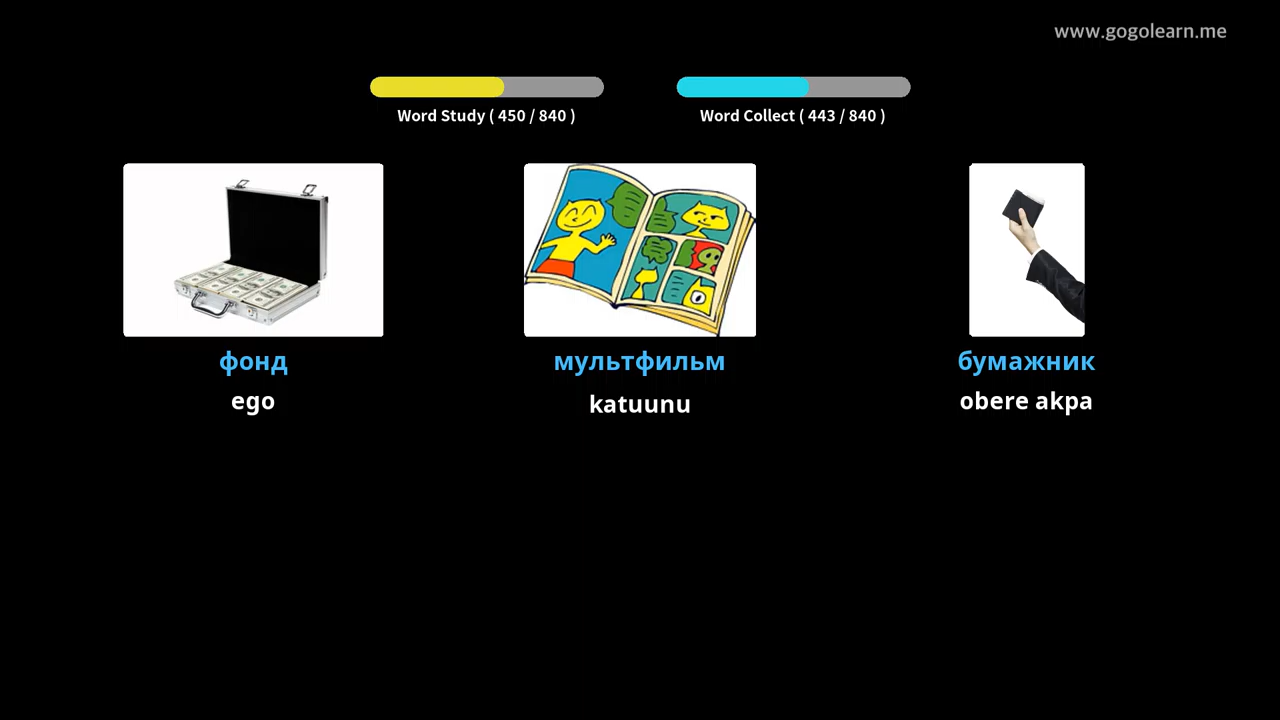 www.gogolearn.me
Word Study ( 450 / 840 )
Word Collect ( 443 / 840 )
фонд
мультфильм
бумажник
ego
katuunu
obere akpa